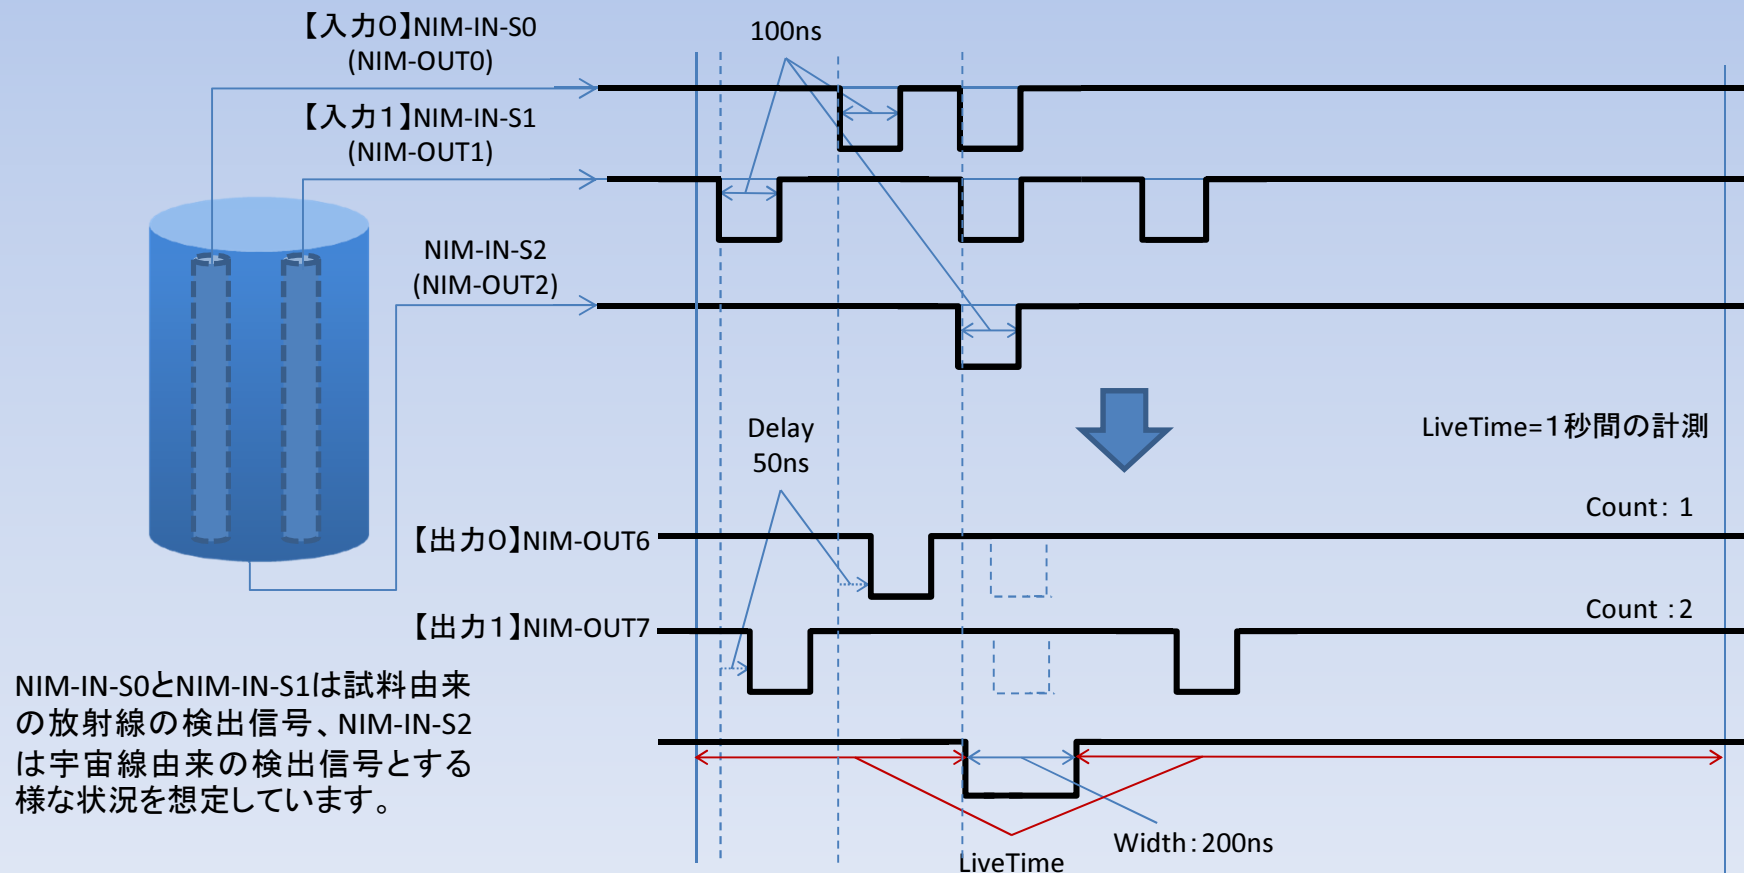 【入力0】NIM-IN-S0
(NIM-OUT0)
100ns
【入力1】NIM-IN-S1
(NIM-OUT1)
NIM-IN-S2
(NIM-OUT2)
Delay
50ns
LiveTime=1秒間の計測
Count: 1
【出力0】NIM-OUT6
Count :2
【出力1】NIM-OUT7
NIM-IN-S0とNIM-IN-S1は試料由来
の放射線の検出信号、NIM-IN-S2
は宇宙線由来の検出信号とする
様な状況を想定しています。
Width:200ns
LiveTime